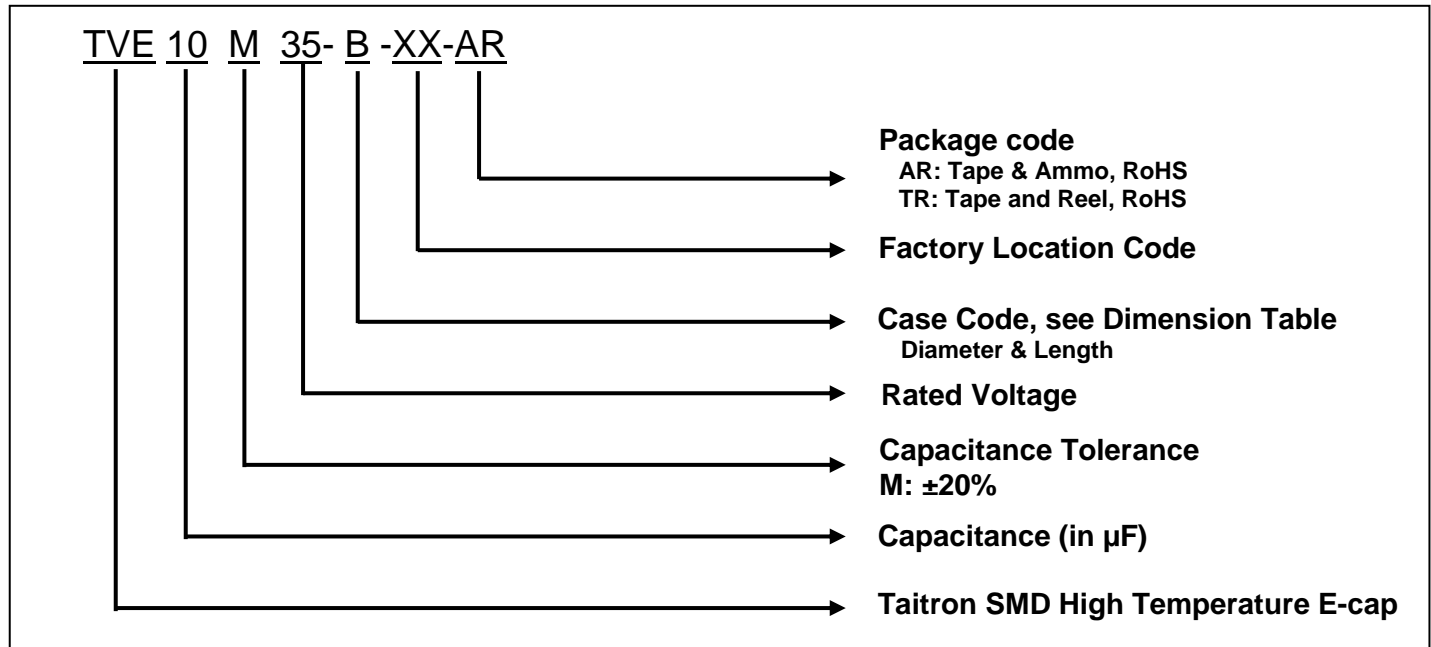 TVE 10 M 35- B -XX-AR
Package code
AR: Tape & Ammo, RoHS
TR: Tape and Reel, RoHS
Factory Location Code
Case Code, see Dimension Table
Diameter & Length
Rated Voltage
Capacitance Tolerance
M: ±20%
Capacitance (in µF)
Taitron SMD High Temperature E-cap